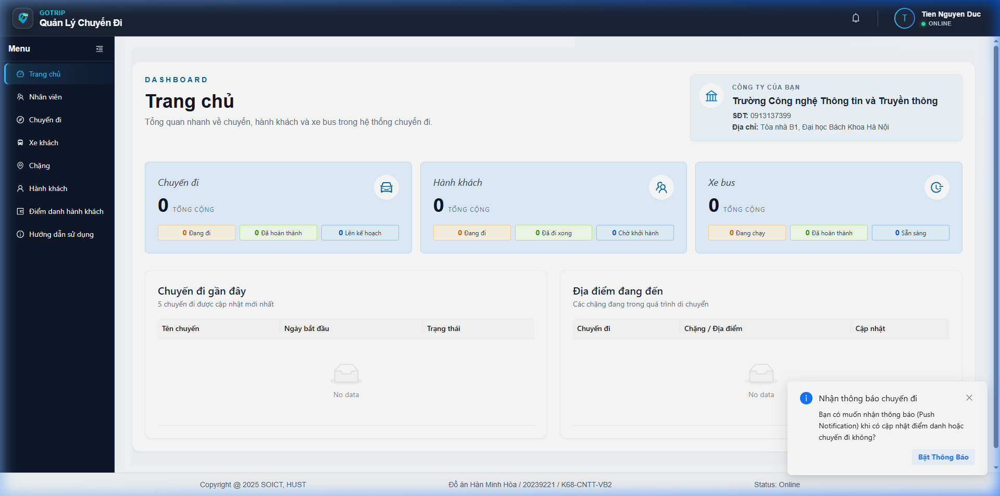 GOTRIP
Quản Lý Chuyến Đi
T
Tien Nguyen Duc
ONLINE
Menu
Trang chủ
Nhân viên
Chuyến đi
Xe khách
Chặng
Hành khách
Điểm danh hành khách
Hướng dẫn sử dụng
DASHBOARD
Trang chủ
Tổng quan nhanh về chuyến, hành khách và xe bus trong hệ thống chuyến đi.
CÔNG TY CỦA BẠN
Trường Công nghệ Thông tin và Truyền thông
SĐT: 0913137399
Địa chỉ: Tòa nhà B1, Đại học Bách Khoa Hà Nội
Chuyến đi
0 TỔNG CỘNG
0 Đang đi
0 Đã hoàn thành
0 Lên kế hoạch
Hành khách
0 TỔNG CỘNG
0 Đang đi
0 Đã đi xong
0 Chờ khởi hành
Xe bus
0 TỔNG CỘNG
0 Đang chạy
0 Đã hoàn thành
0 Sẵn sàng
Chuyến đi gần đây
5 chuyến đi được cập nhật mới nhất
Tên chuyến Ngày bắt đầu Trạng thái
No data
Địa điểm đang đến
Các chặng đang trong quá trình di chuyển
Chuyến đi Chặng / Địa điểm Cập nhật
No data
Nhận thông báo chuyến đi
Bạn có muốn nhận thông báo (Push
Notification) khi có cập nhật điểm danh hoặc
chuyến đi không?
Bật Thông Báo
Copyright @ 2025 SOICT, HUST
Đồ án Hàn Minh Hòa / 20239221 / K68-CNTT-VB2
Status: Online